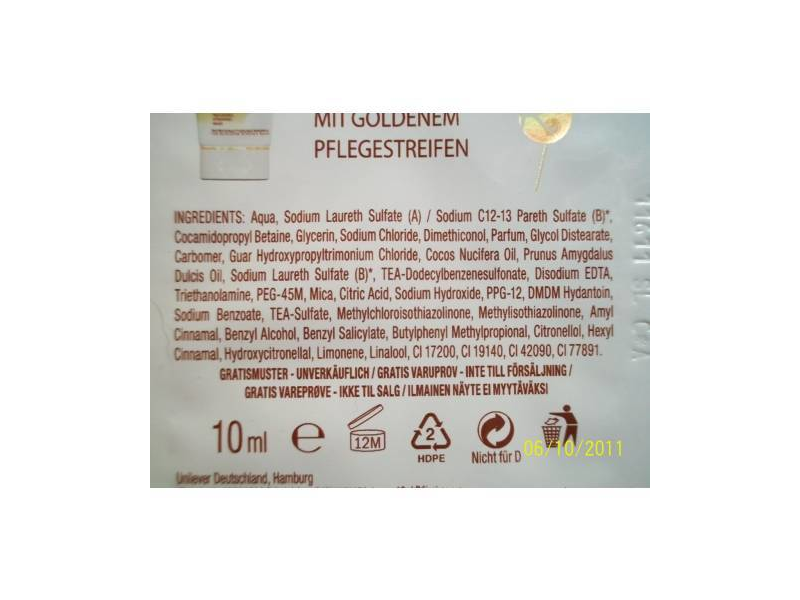 MIT GOLDENEM
PFLEGESTREIFEN
INGREDIENTS: Aqua, Sodium Laureth Sulfate (A) / Sodium C12-13 Pareth Sulfate (B)*,
Cocamidopropyl Betaine, Glycerin, Sodium Chloride, Dimethiconol, Parfum, Glycol Distearate,
Carbomer, Guar Hydroxypropyltrimonium Chloride, Cocos Nucifera Oil, Prunus Amygdalus
Dulcis Oil, Sodium Laureth Sulfate (B)*, TEA-Dodecylbenzenesulfonate, Disodium EDTA,
Triethanolamine, PEG-45M, Mica, Citric Acid, Sodium Hydroxide, PPG-12, DMDM Hydantoin,
Sodium Benzoate, TEA-Sulfate, Methylchloroisothiazolinone, Methylisothiazolinone, Amyl
Cinnamal, Benzyl Alcohol, Benzyl Salicylate, Butylphenyl Methylpropional, Citronellol, Hexyl
Cinnamal, Hydroxycitronellal, Limonene, Linalool, CI 17200, CI 19140, CI 42090, CI 77891.
GRATISMUSTER - UNVERKÄUFLICH / GRATIS VARUPROV - INTE TILL FÖRSÄLJNING /
GRATIS VAREPRØVE - IKKE TIL SALG / ILMAINEN NÄYTE EI MYYTÄVÄKSI
10 ml e 12M 2
HDPE Nicht für D
06/10/2011
Unilever Deutschland, Hamburg